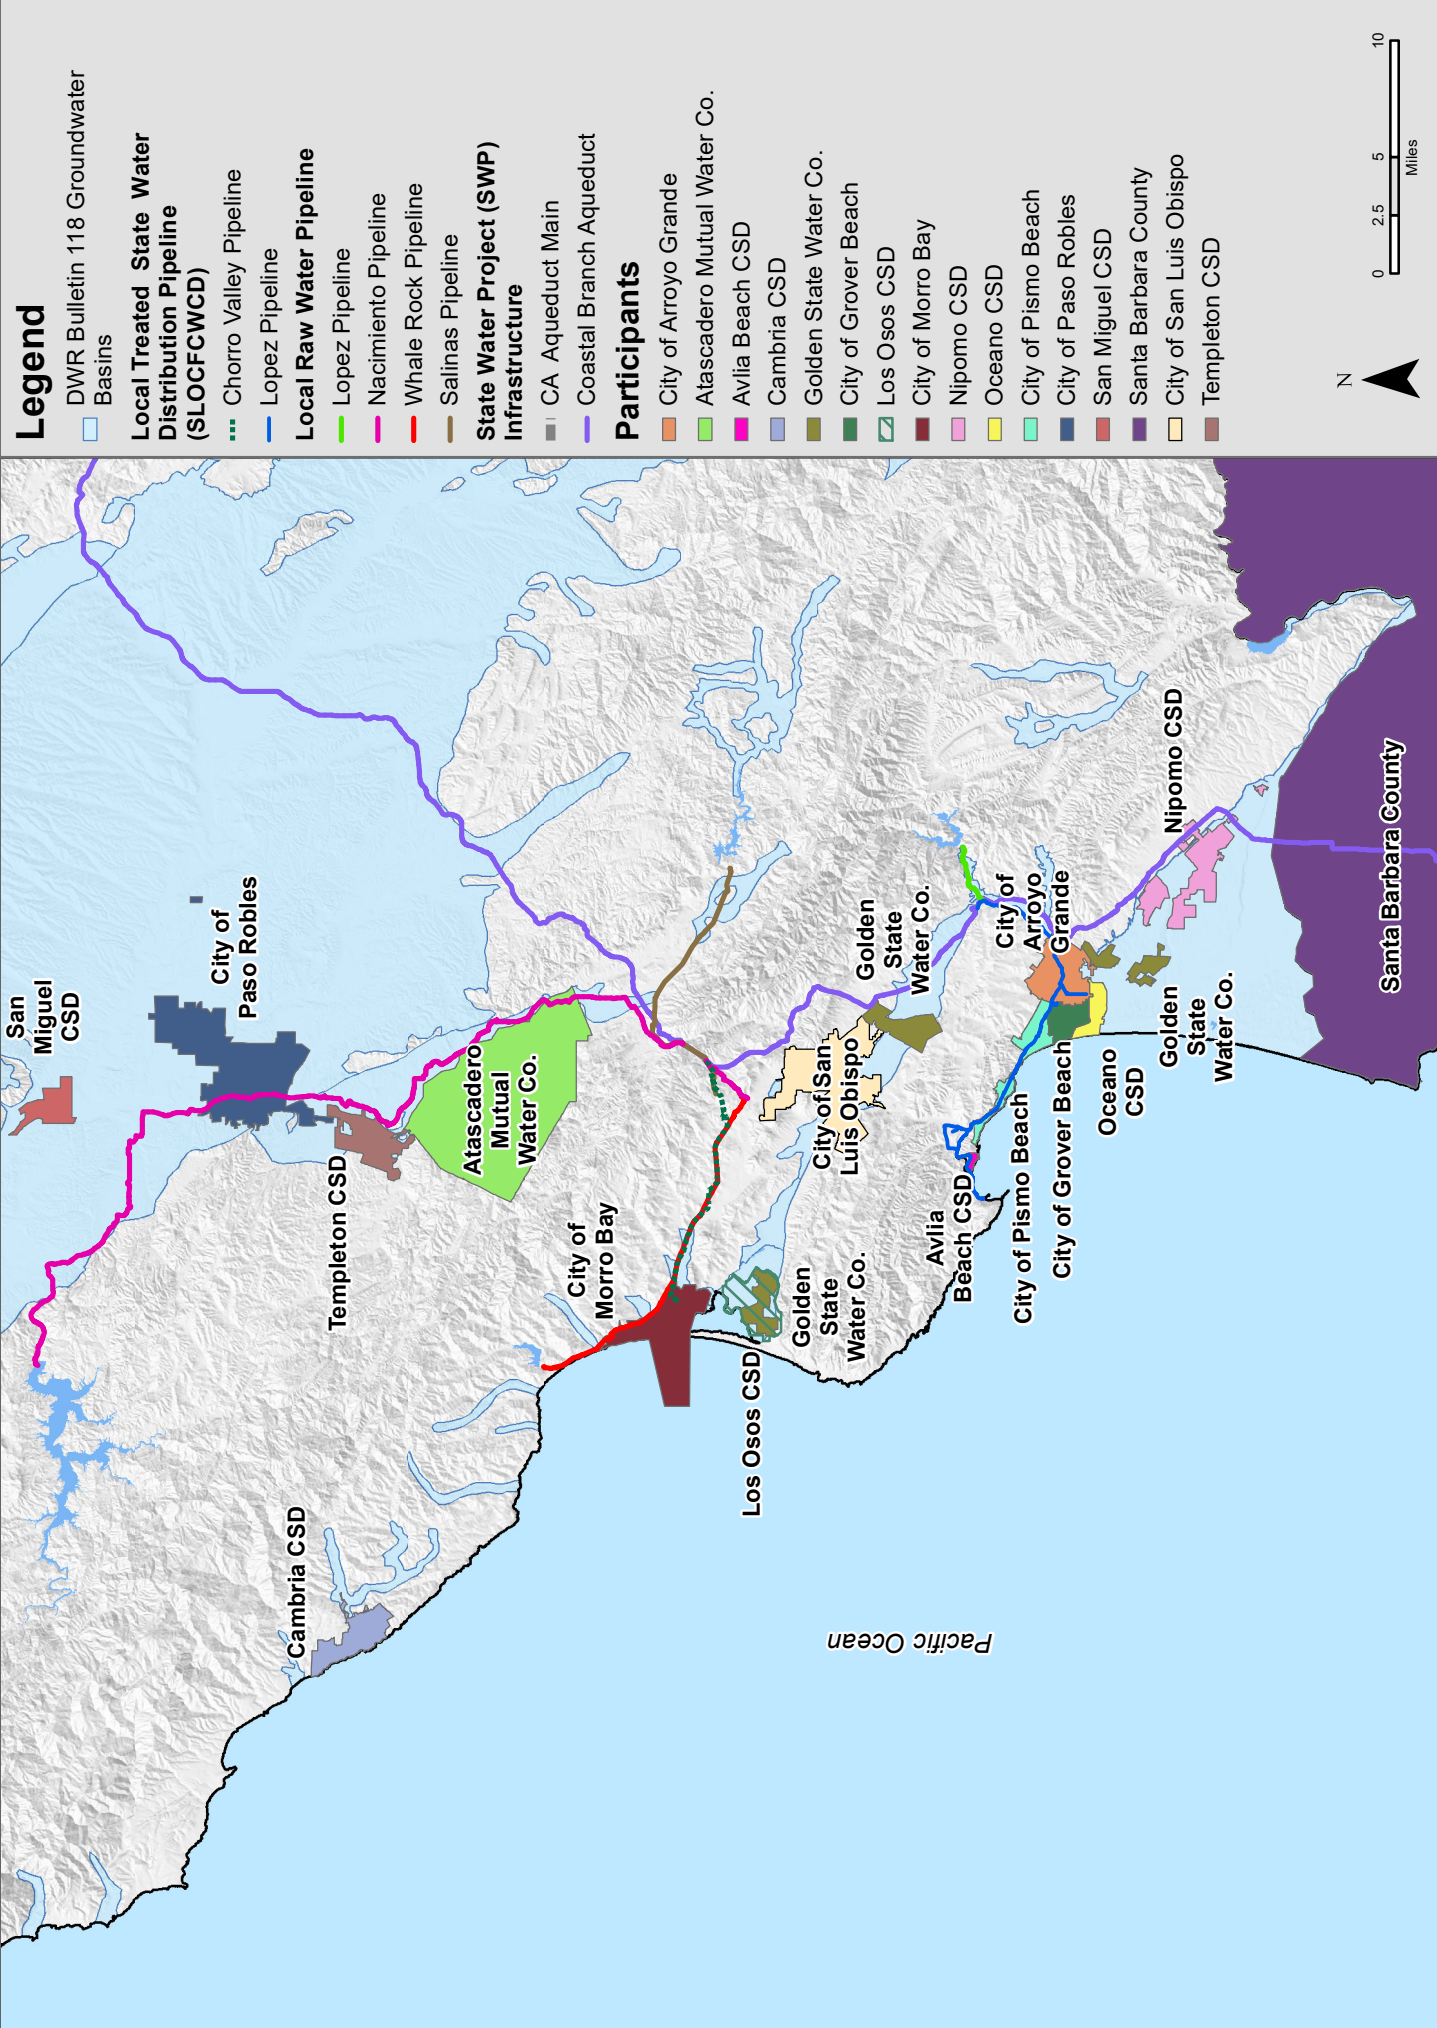 Legend
DWR Bulletin 118 Groundwater
Basins
Local Treated State Water
Distribution Pipeline
(SLOCFCWCD)
Chorro Valley Pipeline
Lopez Pipeline
Local Raw Water Pipeline
Lopez Pipeline
Nacimiento Pipeline
Whale Rock Pipeline
Salinas Pipeline
State Water Project (SWP)
Infrastructure
CA Aqueduct Main
Coastal Branch Aqueduct
Participants
City of Arroyo Grande
Atascadero Mutual Water Co.
Avlia Beach CSD
Cambria CSD
Golden State Water Co.
City of Grover Beach
Los Osos CSD
City of Morro Bay
Nipomo CSD
Oceano CSD
City of Pismo Beach
City of Paso Robles
San Miguel CSD
Santa Barbara County
City of San Luis Obispo
Templeton CSD
N
0
2.5
5
10
Miles
San
Miguel
CSD
City of
Paso Robles
Templeton CSD
Atascadero
Mutual
Water Co.
Cambria CSD
City of
Morro Bay
Los Osos CSD
Golden
State
Water Co.
City of San
Luis Obispo
Golden
State
Water Co.
Avlia
Beach CSD
City of Pismo Beach
City of Grover Beach
Oceano
CSD
City of
Arroyo
Grande
Golden
State
Water Co.
Nipomo CSD
Santa Barbara County
Pacific Ocean